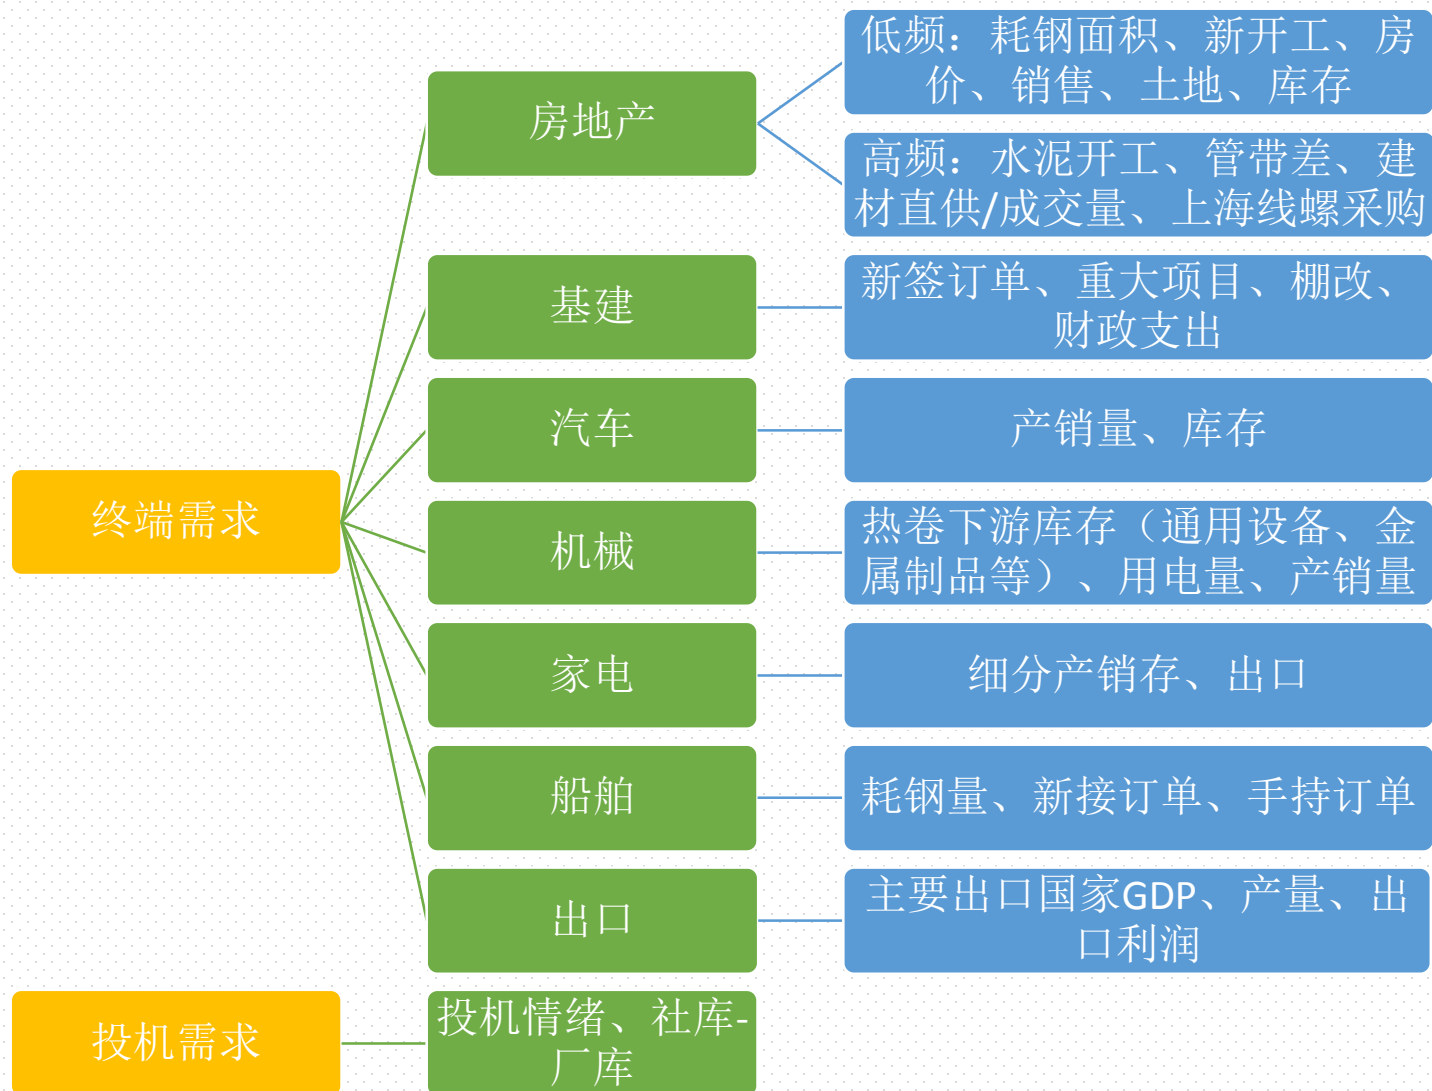 终端需求
房地产
低频：耗钢面积、新开工、房
价、销售、土地、库存
高频：水泥开工、管带差、建
材直供/成交量、上海线螺采购
基建
新签订单、重大项目、棚改、
财政支出
汽车
产销量、库存
机械
热卷下游库存（通用设备、金
属制品等）、用电量、产销量
家电
细分产销存、出口
船舶
耗钢量、新接订单、手持订单
出口
主要出口国家GDP、产量、出
口利润
投机需求
投机情绪、社库-
厂库